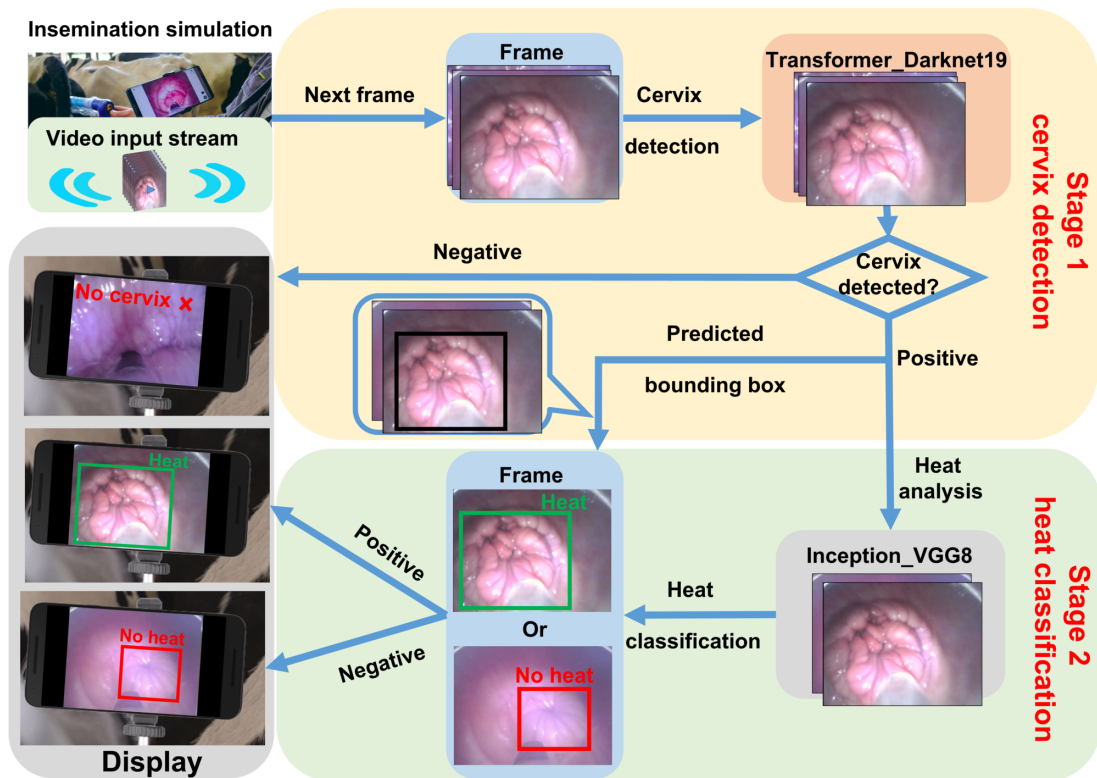 Insemination simulation
Video input stream
Next frame
Frame
Cervix
detection
Transformer_Darknet19
Stage 1
cervix detection
Cervix
detected?
Negative
Positive
Predicted
bounding box
Heat
analysis
Inception_VGG8
Stage 2
heat classification
Heat
classification
Frame
Heat
Or
No heat
Positive
Negative
No cervix ✗
Heat
No heat
Display